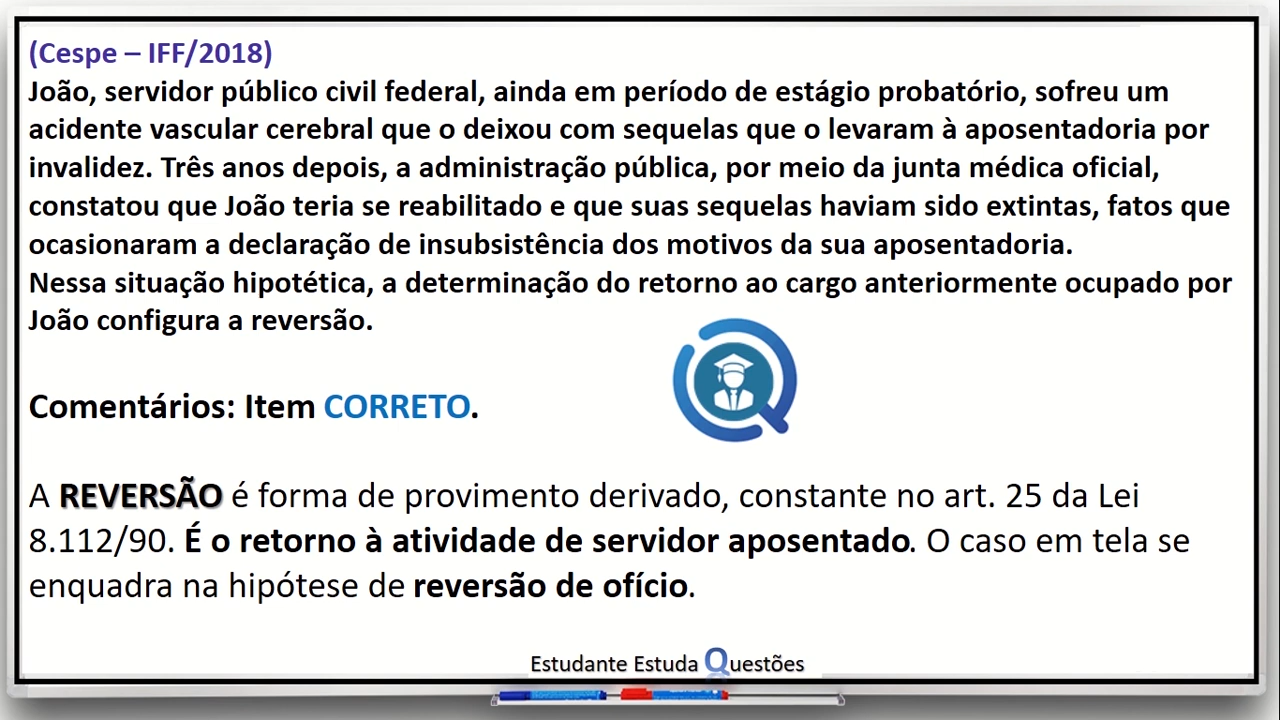 (Cespe – IFF/2018)
João, servidor público civil federal, ainda em período de estágio probatório, sofreu um
acidente vascular cerebral que o deixou com sequelas que o levaram à aposentadoria por
invalidez. Três anos depois, a administração pública, por meio da junta médica oficial,
constatou que João teria se reabilitado e que suas sequelas haviam sido extintas, fatos que
ocasionaram a declaração de insubsistência dos motivos da sua aposentadoria.
Nessa situação hipotética, a determinação do retorno ao cargo anteriormente ocupado por
João configura a reversão.
Comentários: Item CORRETO.
A REVERSÃO é forma de provimento derivado, constante no art. 25 da Lei
8.112/90. É o retorno à atividade de servidor aposentado. O caso em tela se
enquadra na hipótese de reversão de ofício.
Estudante Estuda Questões